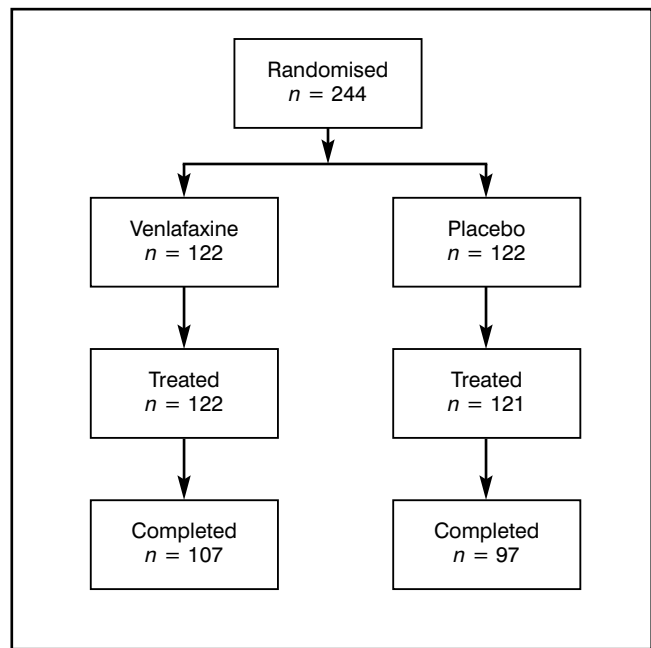 Randomised
n = 244
Venlafaxine
n = 122
Placebo
n = 122
Treated
n = 122
Treated
n = 121
Completed
n = 107
Completed
n = 97